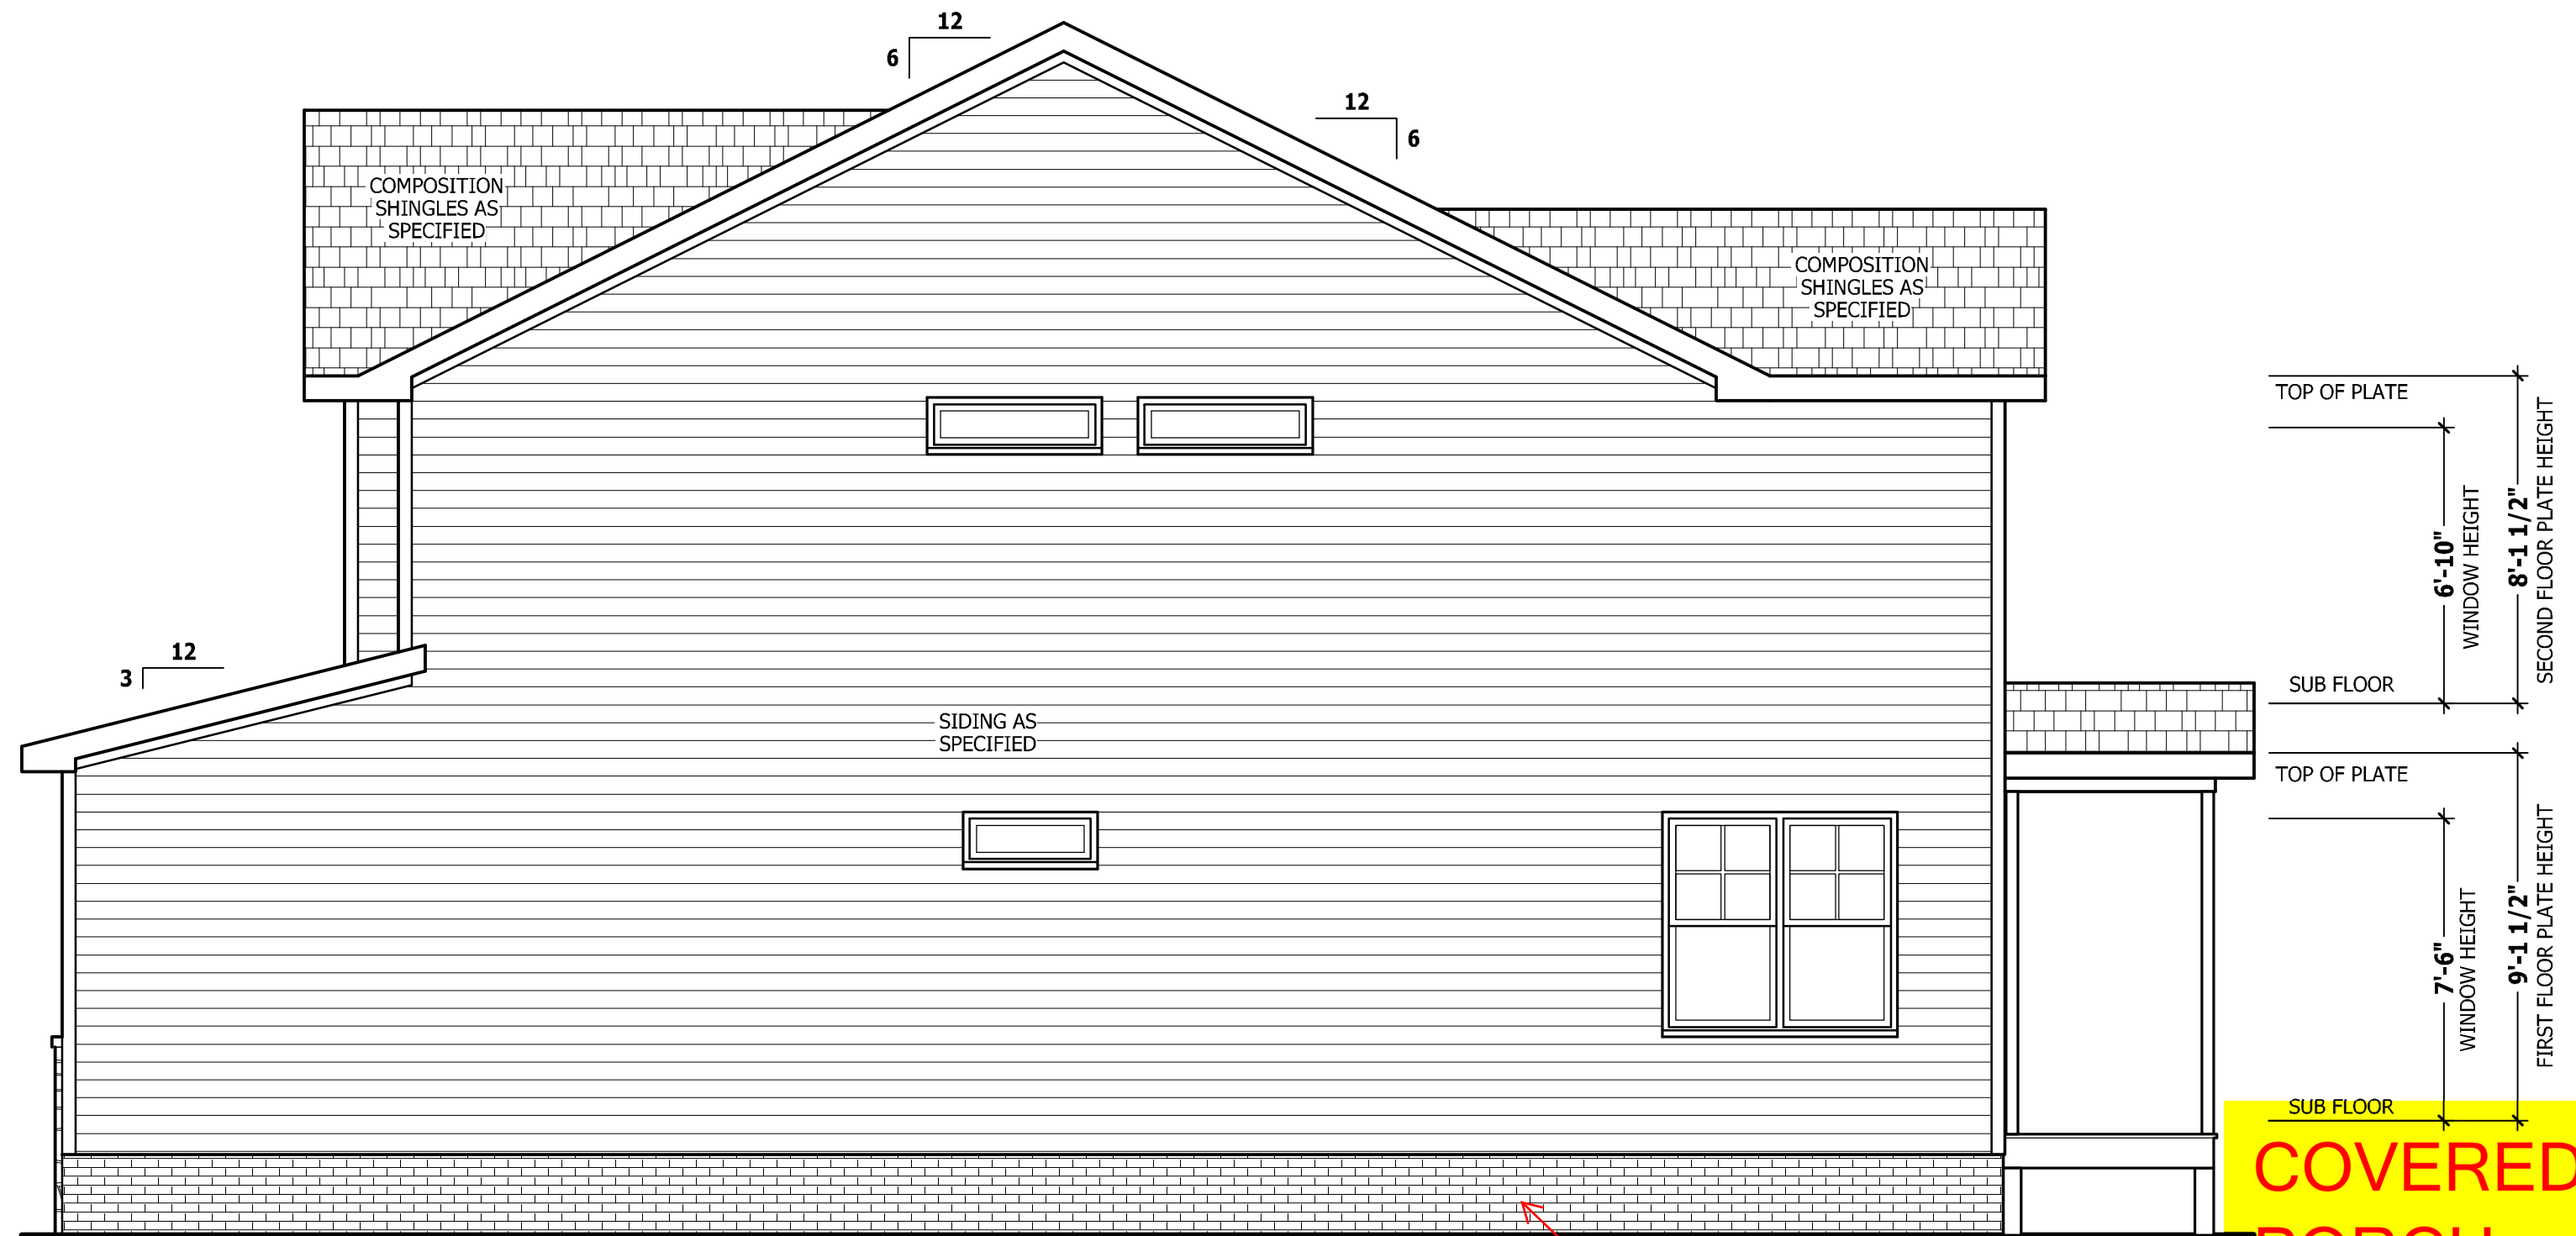 12
6
12
6
COMPOSITION
SHINGLES AS
SPECIFIED
COMPOSITION
SHINGLES AS
SPECIFIED
TOP OF PLATE
6'-10"
WINDOW HEIGHT
8'-1 1/2"
SECOND FLOOR PLATE HEIGHT
12
3
SUB FLOOR
SIDING AS
SPECIFIED
TOP OF PLATE
7'-6"
WINDOW HEIGHT
9'-1 1/2"
FIRST FLOOR PLATE HEIGHT
SUB FLOOR
COVERED
PORCH